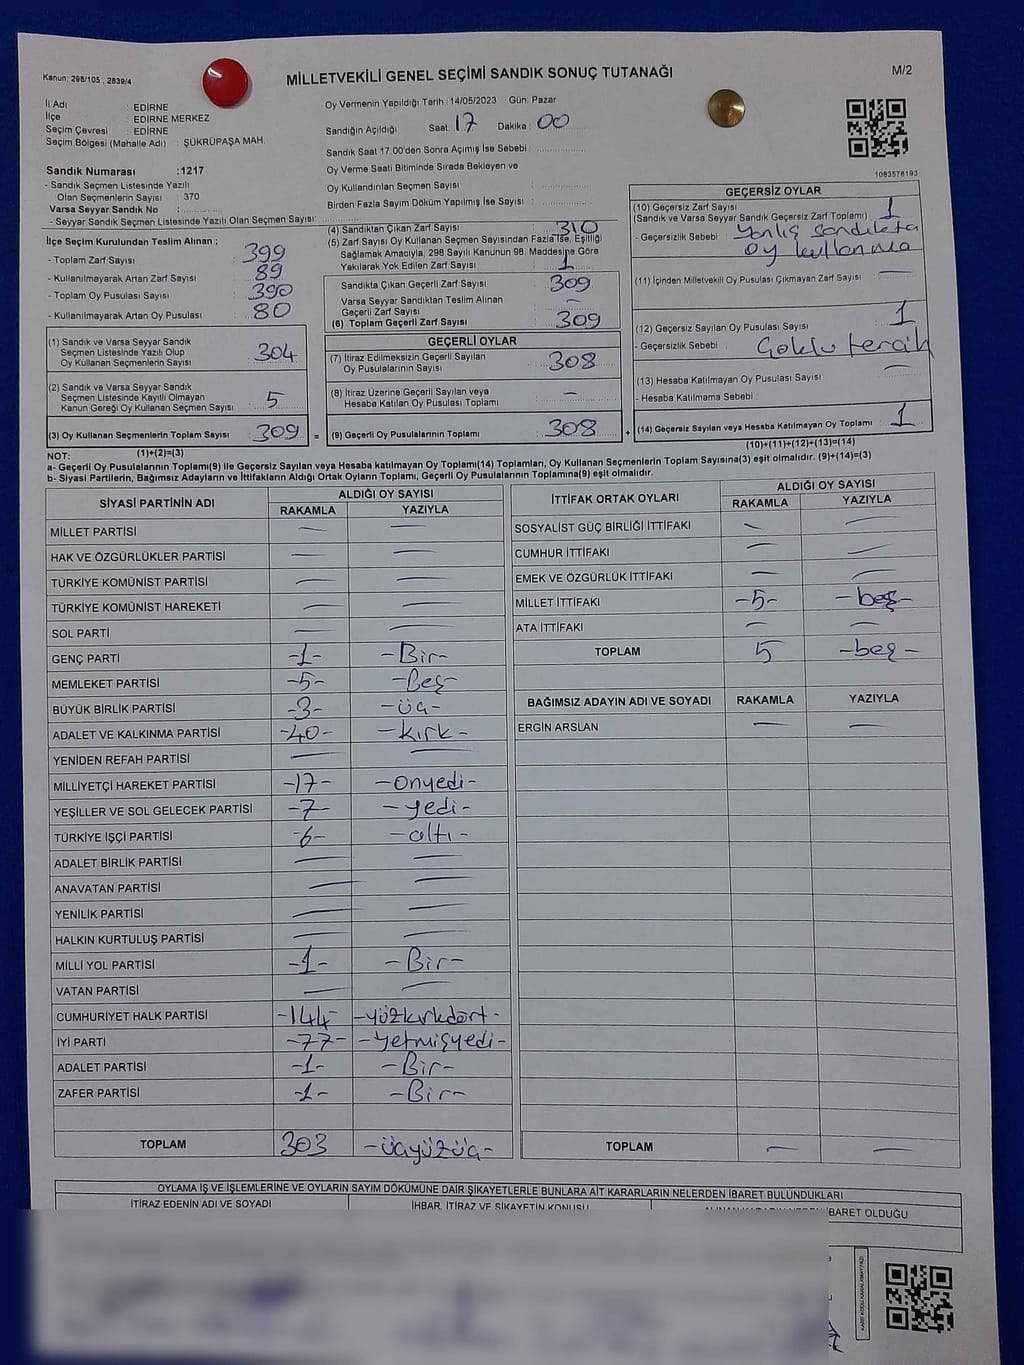 Kanun; 298/105 , 2839/4
MİLLETVEKİLİ GENEL SEÇİMİ SANDIK SONUÇ TUTANAĞI
M/2
İl Adı : EDİRNE
İlçe : EDİRNE MERKEZ
Seçim Çevresi : EDİRNE
Seçim Bölgesi (Mahalle Adı) : ŞÜKRÜPAŞA MAH
Oy Vermenin Yapıldığı Tarih : 14/05/2023 Gün: Pazar
Sandığın Açıldığı Saat: 17 Dakika : 00
Sandık Saat 17:00'den Sonra Açımış İse Sebebi :
Oy Verme Saati Bitiminde Sırada Bekleyen ve
Oy Kullandırılan Seçmen Sayısı :
Birden Fazla Sayım Döküm Yapılmış İse Sayısı :
1083578193
Sandık Numarası :1217
- Sandık Seçmen Listesinde Yazılı
Olan Seçmenlerin Sayısı : 370
Varsa Seyyar Sandık No :
- Seyyar Sandık Seçmen Listesinde Yazılı Olan Seçmen Sayısı:
İlçe Seçim Kurulundan Teslim Alınan ;
- Toplam Zarf Sayısı : 399
- Kullanılmayarak Artan Zarf Sayısı : 89
- Toplam Oy Pusulası Sayısı : 390
- Kullanılmayarak Artan Oy Pusulası : 80
(1) Sandık ve Varsa Seyyar Sandık
Seçmen Listesinde Yazılı Olup
Oy Kullanan Seçmenlerin Sayısı : 304
(2) Sandık ve Varsa Seyyar Sandık
Seçmen Listesinde Kayıtlı Olmayan
Kanun Gereği Oy Kullanan Seçmen Sayısı : 5
(3) Oy Kullanan Seçmenlerin Toplam Sayısı : 309 =
(1)+(2)=(3)
(4) Sandıktan Çıkan Zarf Sayısı : 310
(5) Zarf Sayısı Oy Kullanan Seçmen Sayısından Fazla İse, Eşitliği
Sağlamak Amacıyla, 298 Sayılı Kanunun 98. Maddesine Göre
Yakılarak Yok Edilen Zarf Sayısı : 1
Sandıkta Çıkan Geçerli Zarf Sayısı : 309
Varsa Seyyar Sandıktan Teslim Alınan
Geçerli Zarf Sayısı : –
(6) Toplam Geçerli Zarf Sayısı : 309
GEÇERLİ OYLAR
(7) İtiraz Edilmeksizin Geçerli Sayılan
Oy Pusulalarının Sayısı : 308
(8) İtiraz Üzerine Geçerli Sayılan veya
Hesaba Katılan Oy Pusulası Toplamı : –
(9) Geçerli Oy Pusulalarının Toplamı : 308 +
GEÇERSİZ OYLAR
(10) Geçersiz Zarf Sayısı
(Sandık ve Varsa Seyyar Sandık Geçersiz Zarf Toplamı) : 1
- Geçersizlik Sebebi : Yanlış sandıkta
oy kullanma
(11) İçinden Milletvekili Oy Pusulası Çıkmayan Zarf Sayısı : –
(12) Geçersiz Sayılan Oy Pusulası Sayısı : 1
- Geçersizlik Sebebi : Çoklu tercih
(13) Hesaba Katılmayan Oy Pusulası Sayısı : –
- Hesaba Katılmama Sebebi :
(14) Geçersiz Sayılan veya Hesaba Katılmayan Oy Toplamı : 1
(10)+(11)+(12)+(13)=(14)
NOT:
a- Geçerli Oy Pusulalarının Toplamı(9) ile Geçersiz Sayılan veya Hesaba katılmayan Oy Toplamı(14) Toplamları, Oy Kullanan Seçmenlerin Toplam Sayısına(3) eşit olmalıdır. (9)+(14)=(3)
b- Siyasi Partilerin, Bağımsız Adayların ve İttifakların Aldığı Ortak Oyların Toplamı, Geçerli Oy Pusulalarının Toplamına(9) eşit olmalıdır.
SİYASİ PARTİNİN ADI ALDIĞI OY SAYISI
RAKAMLA YAZIYLA
MİLLET PARTİSİ – –
HAK VE ÖZGÜRLÜKLER PARTİSİ – –
TÜRKİYE KOMÜNİST PARTİSİ – –
TÜRKİYE KOMÜNİST HAREKETİ – –
SOL PARTİ – –
GENÇ PARTİ -1- -Bir-
MEMLEKET PARTİSİ -5- -Beş-
BÜYÜK BİRLİK PARTİSİ -3- -üç-
ADALET VE KALKINMA PARTİSİ -40- -kırk-
YENİDEN REFAH PARTİSİ – –
MİLLİYETÇİ HAREKET PARTİSİ -17- -onyedi-
YEŞİLLER VE SOL GELECEK PARTİSİ -7- -yedi-
TÜRKİYE İŞÇİ PARTİSİ -6- -altı-
ADALET BİRLİK PARTİSİ – –
ANAVATAN PARTİSİ – –
YENİLİK PARTİSİ – –
HALKIN KURTULUŞ PARTİSİ – –
MİLLİ YOL PARTİSİ -1- -Bir-
VATAN PARTİSİ – –
CUMHURİYET HALK PARTİSİ -144- -yüzkırkdört-
İYİ PARTİ -77- -yetmişyedi-
ADALET PARTİSİ -1- -Bir-
ZAFER PARTİSİ -1- -Bir-
TOPLAM 303 -üçyüzüç-
İTTİFAK ORTAK OYLARI ALDIĞI OY SAYISI
RAKAMLA YAZIYLA
SOSYALİST GÜÇ BİRLİĞİ İTTİFAKI – –
CUMHUR İTTİFAKI – –
EMEK VE ÖZGÜRLÜK İTTİFAKI – –
MİLLET İTTİFAKI -5- -beş-
ATA İTTİFAKI – –
TOPLAM 5 -beş-
BAĞIMSIZ ADAYIN ADI VE SOYADI RAKAMLA YAZIYLA
ERGİN ARSLAN – –
TOPLAM – –
OYLAMA İŞ VE İŞLEMLERİNE VE OYLARIN SAYIM DÖKÜMÜNE DAİR ŞİKAYETLERLE BUNLARA AİT KARARLARIN NELERDEN İBARET BULUNDUKLARI
İTİRAZ EDENİN ADI VE SOYADI İHBAR, İTİRAZ VE ŞİKAYETİN KONUSU İBARET OLDUĞU